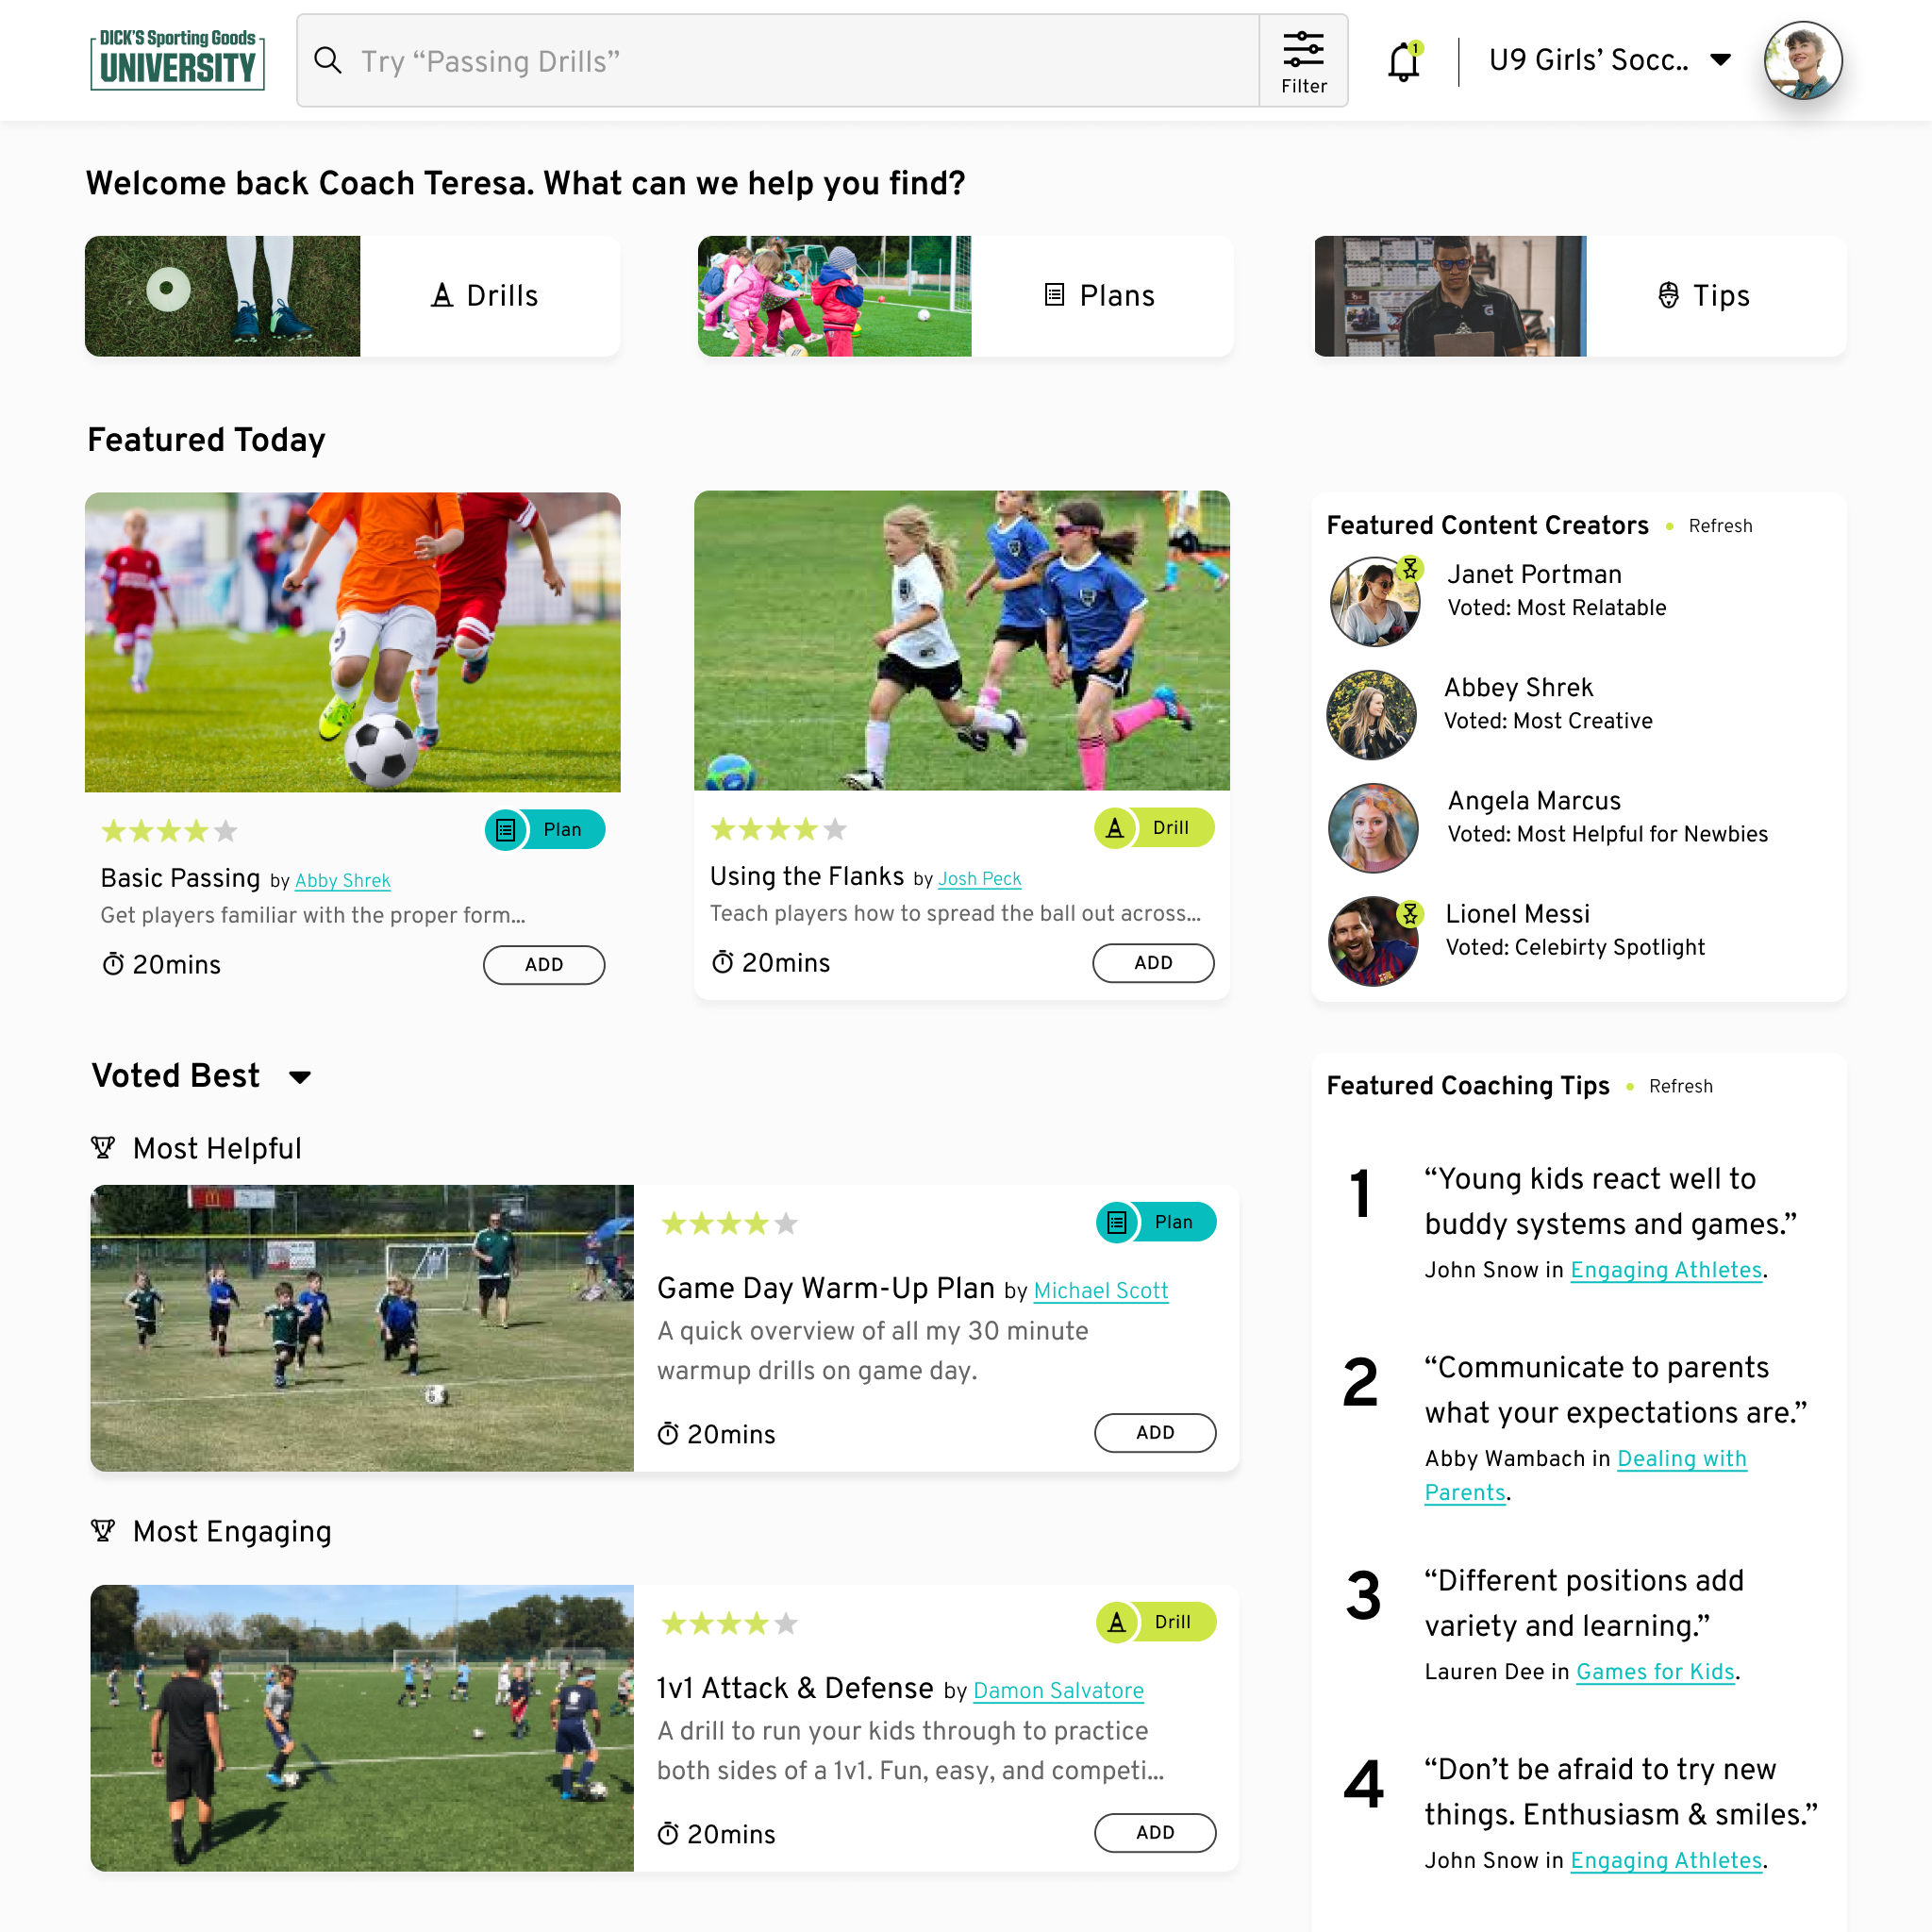 DICK'S Sporting Goods
UNIVERSITY
Try “Passing Drills”
Filter
1
U9 Girls’ Socc..
Welcome back Coach Teresa. What can we help you find?
Drills
Plans
Tips
Featured Today
Plan
Basic Passing by Abby Shrek
Get players familiar with the proper form...
20mins
ADD
Drill
Using the Flanks by Josh Peck
Teach players how to spread the ball out across...
20mins
ADD
Featured Content Creators • Refresh
Janet Portman
Voted: Most Relatable
Abbey Shrek
Voted: Most Creative
Angela Marcus
Voted: Most Helpful for Newbies
Lionel Messi
Voted: Celebirty Spotlight
Voted Best
Most Helpful
Plan
Game Day Warm-Up Plan by Michael Scott
A quick overview of all my 30 minute
warmup drills on game day.
20mins
ADD
Most Engaging
Drill
1v1 Attack & Defense by Damon Salvatore
A drill to run your kids through to practice
both sides of a 1v1. Fun, easy, and competi...
20mins
ADD
Featured Coaching Tips • Refresh
1
“Young kids react well to
buddy systems and games.”
John Snow in Engaging Athletes.
2
“Communicate to parents
what your expectations are.”
Abby Wambach in Dealing with
Parents.
3
“Different positions add
variety and learning.”
Lauren Dee in Games for Kids.
4
“Don’t be afraid to try new
things. Enthusiasm & smiles.”
John Snow in Engaging Athletes.